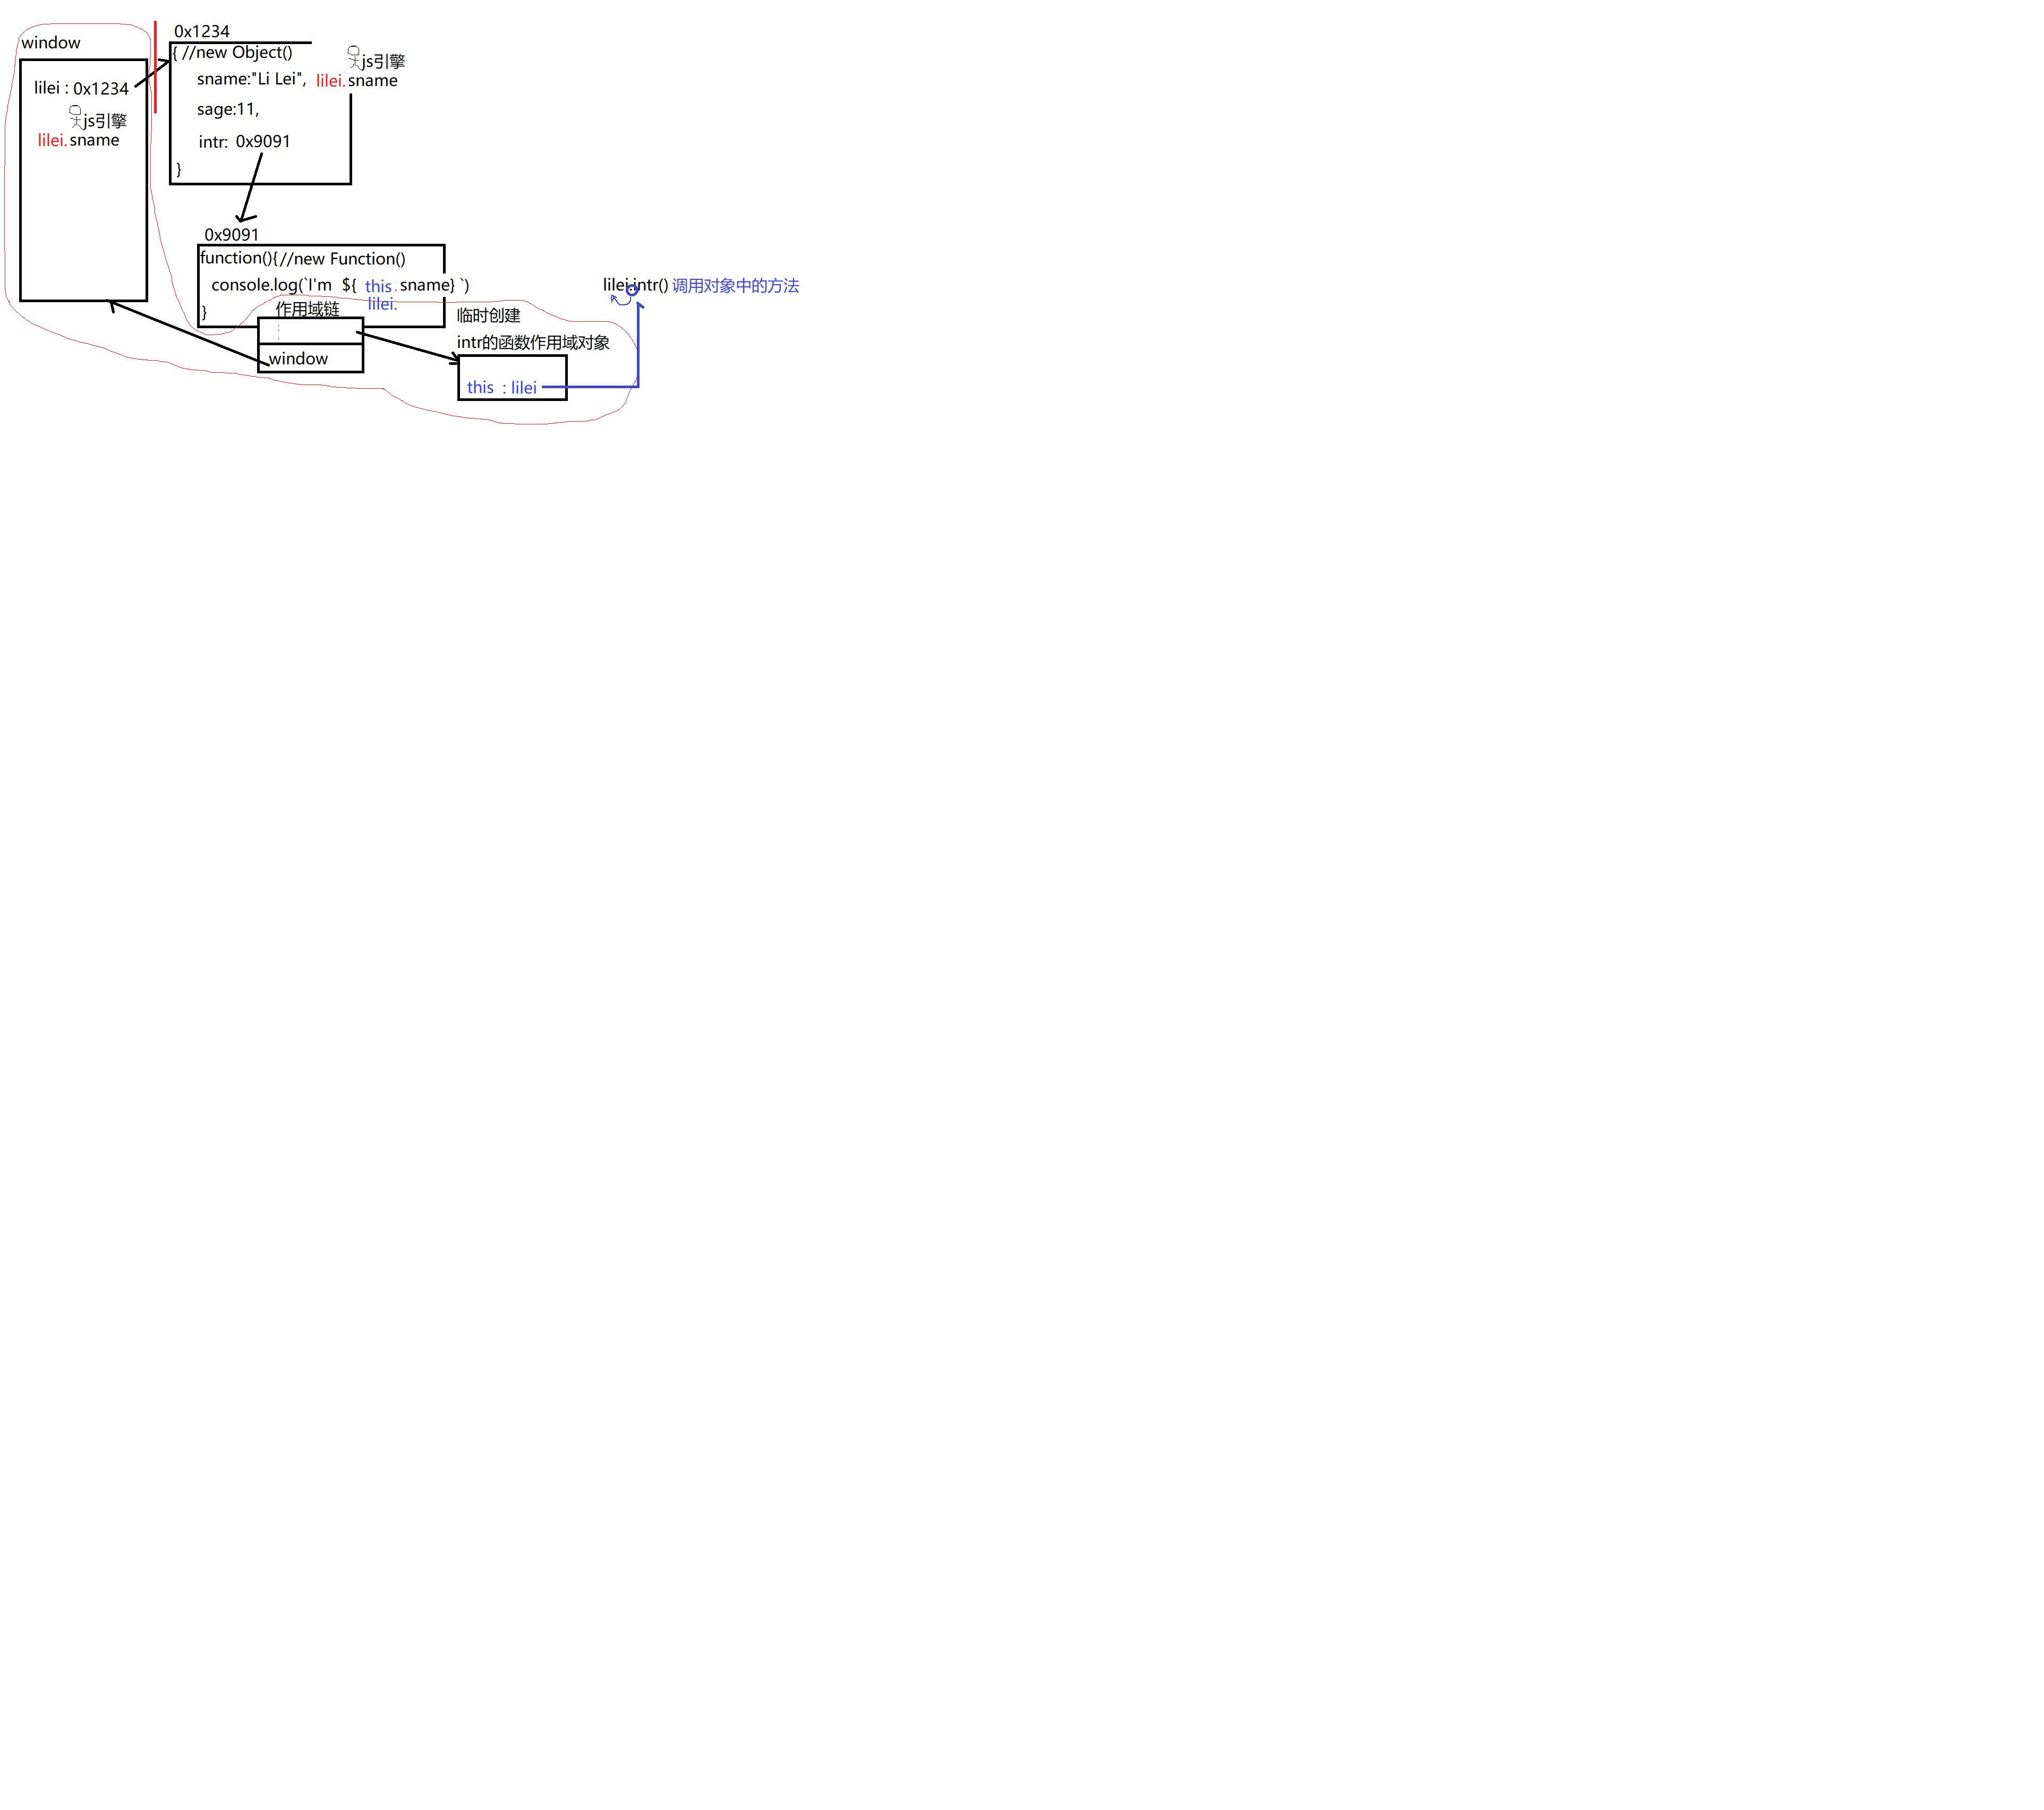 window
lilei : 0x1234
js引擎
lilei.sname
0x1234
{ //new Object()
js引擎
sname:"Li Lei", lilei.sname
sage:11,
intr: 0x9091
}
0x9091
function(){ //new Function()
console.log(`I'm ${ this.sname} `)
lilei.
}
作用域链
:
window
临时创建
intr的函数作用域对象
this : lilei
lilei.intr() 调用对象中的方法